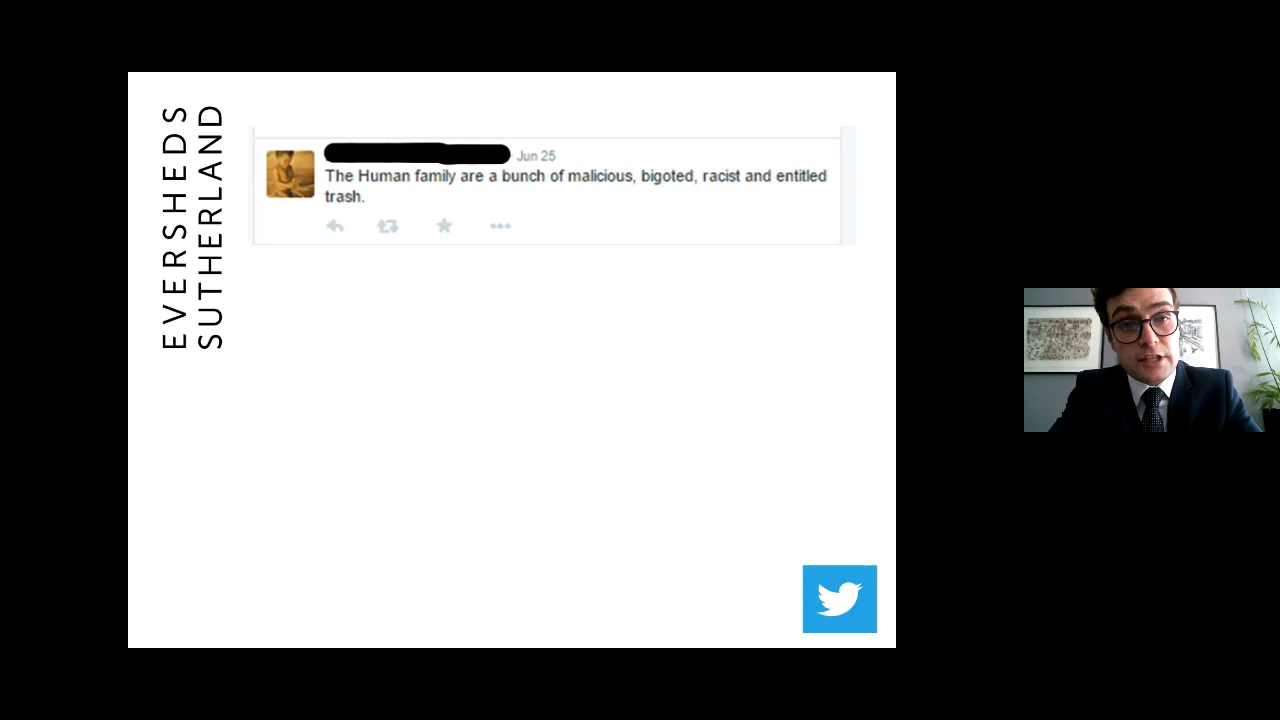 EVERSHEDS
SUTHERLAND
Jun 25
The Human family are a bunch of malicious, bigoted, racist and entitled
trash.